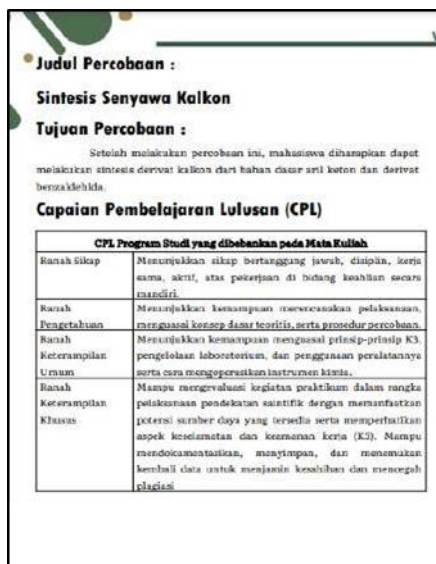 Judul Percobaan :
Sintesis Senyawa Kalkon
Tujuan Percobaan :
Setelah melakukan percobaan ini, mahasiswa diharapkan dapat
melakukan sintesis derivat kalkon dari bahan dasar aril keton dan derivat
benzaldehida.
Capaian Pembelajaran Lulusan (CPL)
CPL Program Studi yang dibebankan pada Mata Kuliah
Ranah Sikap
Menunjukkan sikap bertanggung jawab, disiplin, kerja
sama, aktif, atas pekerjaan di bidang keahlian secara
mandiri.
Ranah
Pengetahuan
Menunjukkan kemampuan merencanakan pelaksanaan,
menguasai konsep dasar teoritis, serta prosedur percobaan.
Ranah
Keterampilan
Umum
Menunjukkan kemampuan menguasai prinsip-prinsip K3,
pengelolaan laboratorium, dan penggunaan peralatannya
serta cara mengoperasikan instrumen kimia.
Ranah
Keterampilan
Khusus
Mampu mengevaluasi kegiatan praktikum dalam rangka
pelaksanaan pendekatan saintifik dengan memanfaatkan
potensi sumber daya yang tersedia serta memperhatikan
aspek keselamatan dan keamanan kerja (K3). Mampu
mendokumentasikan, menyimpan, dan menemukan
kembali data untuk menjamin kesahihan dan mencegah
plagiasi